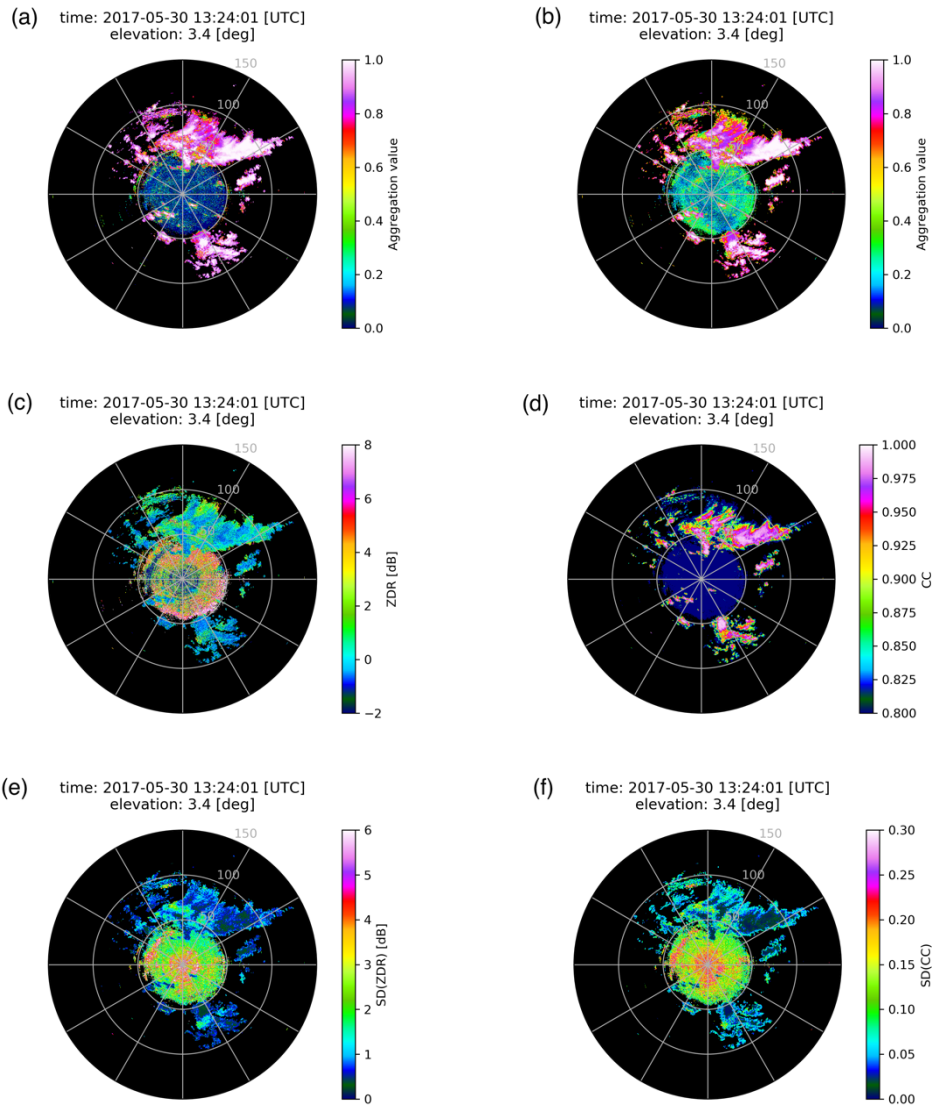 (a)
time: 2017-05-30 13:24:01 [UTC]
elevation: 3.4 [deg]
150
100
1.0
0.8
0.6
0.4
0.2
0.0
Aggregation value
(b)
time: 2017-05-30 13:24:01 [UTC]
elevation: 3.4 [deg]
150
100
1.0
0.8
0.6
0.4
0.2
0.0
Aggregation value
(c)
time: 2017-05-30 13:24:01 [UTC]
elevation: 3.4 [deg]
150
100
8
6
4
2
0
−2
ZDR [dB]
(d)
time: 2017-05-30 13:24:01 [UTC]
elevation: 3.4 [deg]
150
100
1.000
0.975
0.950
0.925
0.900
0.875
0.850
0.825
0.800
CC
(e)
time: 2017-05-30 13:24:01 [UTC]
elevation: 3.4 [deg]
150
100
6
5
4
3
2
1
0
SD(ZDR) [dB]
(f)
time: 2017-05-30 13:24:01 [UTC]
elevation: 3.4 [deg]
150
100
0.30
0.25
0.20
0.15
0.10
0.05
0.00
SD(CC)